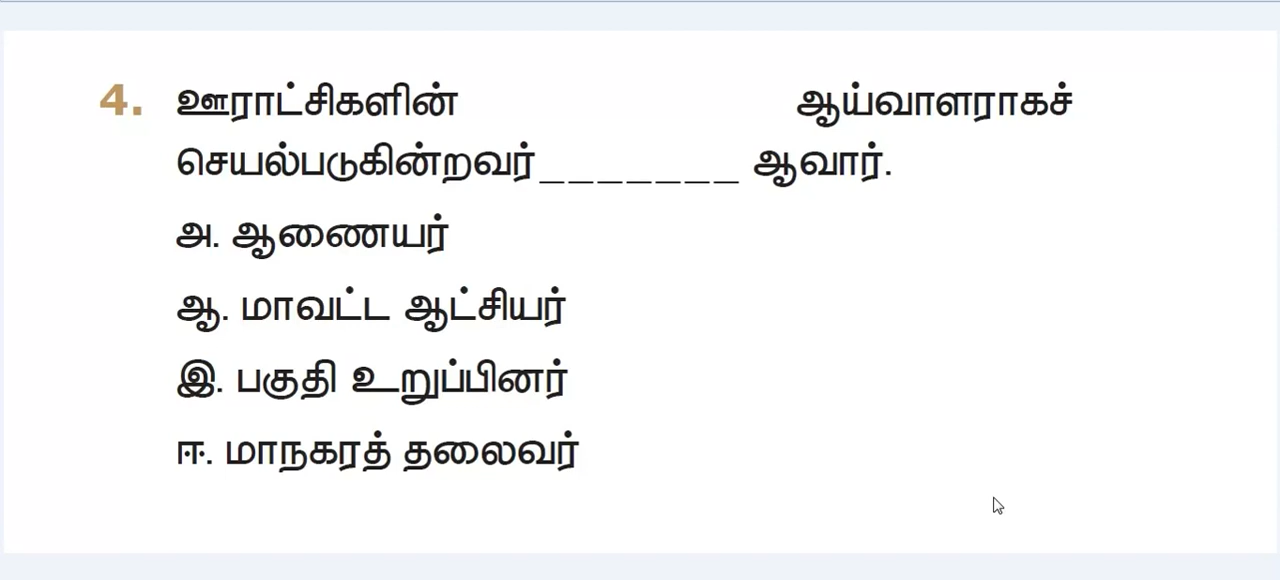 4. ஊராட்சிகளின் ஆய்வாளராகச்
செயல்படுகின்றவர்_______ ஆவார்.
அ. ஆணையர்
ஆ. மாவட்ட ஆட்சியர்
இ. பகுதி உறுப்பினர்
ஈ. மாநகரத் தலைவர்